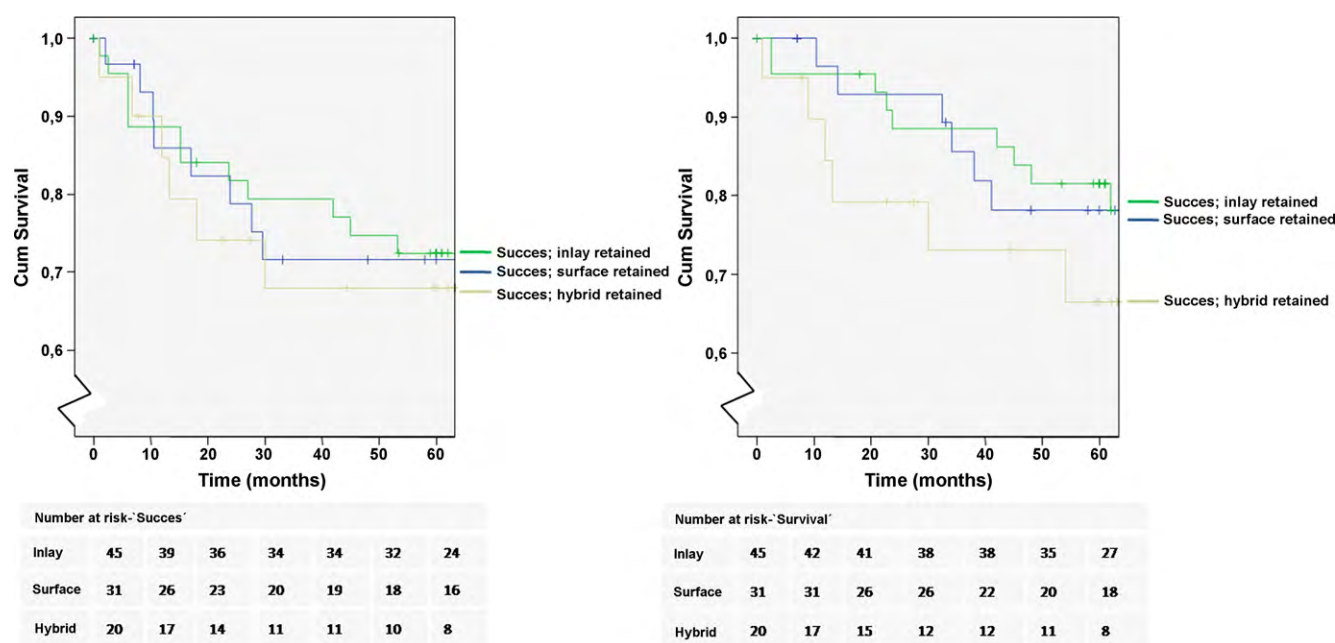 1,0
0,9
0,8
0,7
0,6
Cum Survival
0 10 20 30 40 50 60
Time (months)
Succes; inlay retained
Succes; surface retained
Succes; hybrid retained
Number at risk-`Succes´
Inlay 45 39 36 34 34 32 24
Surface 31 26 23 20 19 18 16
Hybrid 20 17 14 11 11 10 8
1,0
0,9
0,8
0,7
0,6
Cum Survival
0 10 20 30 40 50 60
Time (months)
Succes; inlay retained
Succes; surface retained
Succes; hybrid retained
Number at risk-`Survival´
Inlay 45 42 41 38 38 35 27
Surface 31 31 26 26 22 20 18
Hybrid 20 17 15 12 12 11 8